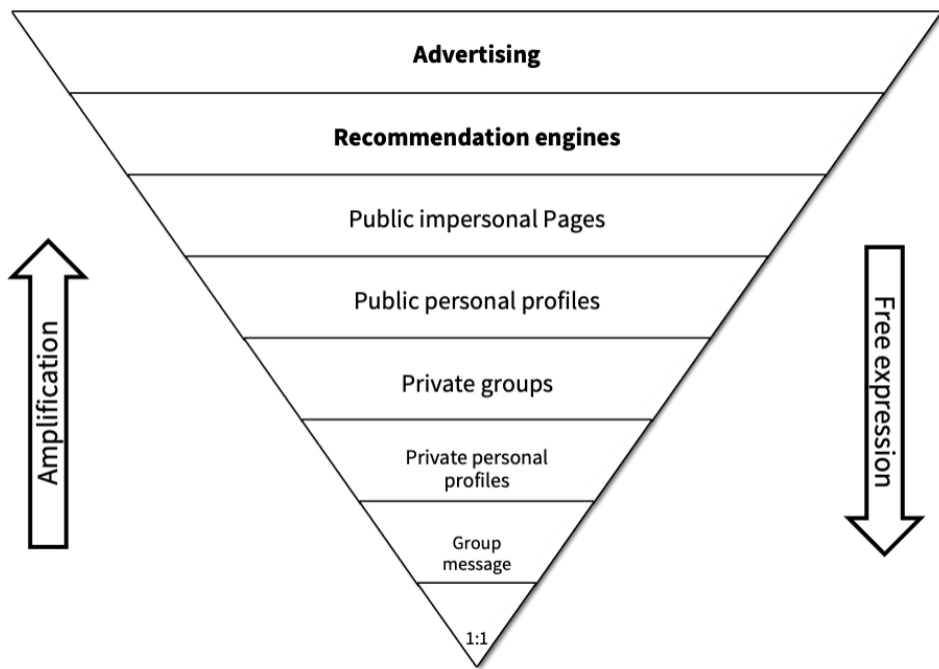 Advertising
Recommendation engines
Public impersonal Pages
Public personal profiles
Private groups
Private personal
profiles
Group
message
1:1
Amplification
Free expression